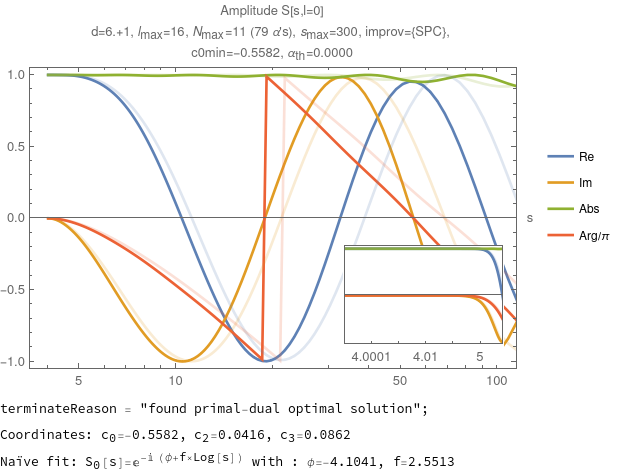 Amplitude S[s,l=0]
d=6.+1, lmax=16, Nmax=11 (79 α's), smax=300, improv={SPC},
c0min=-0.5582, αth=0.0000
1.0
0.5
0.0
-0.5
-1.0
5
10
50
100
s
4.0001
4.01
5
Re
Im
Abs
Arg/π
terminateReason = "found primal-dual optimal solution";
Coordinates: c0=-0.5582, c2=0.0416, c3=0.0862
Naïve fit: S0[s]=e^-i (ϕ+f×Log[s]) with : ϕ=-4.1041, f=2.5513